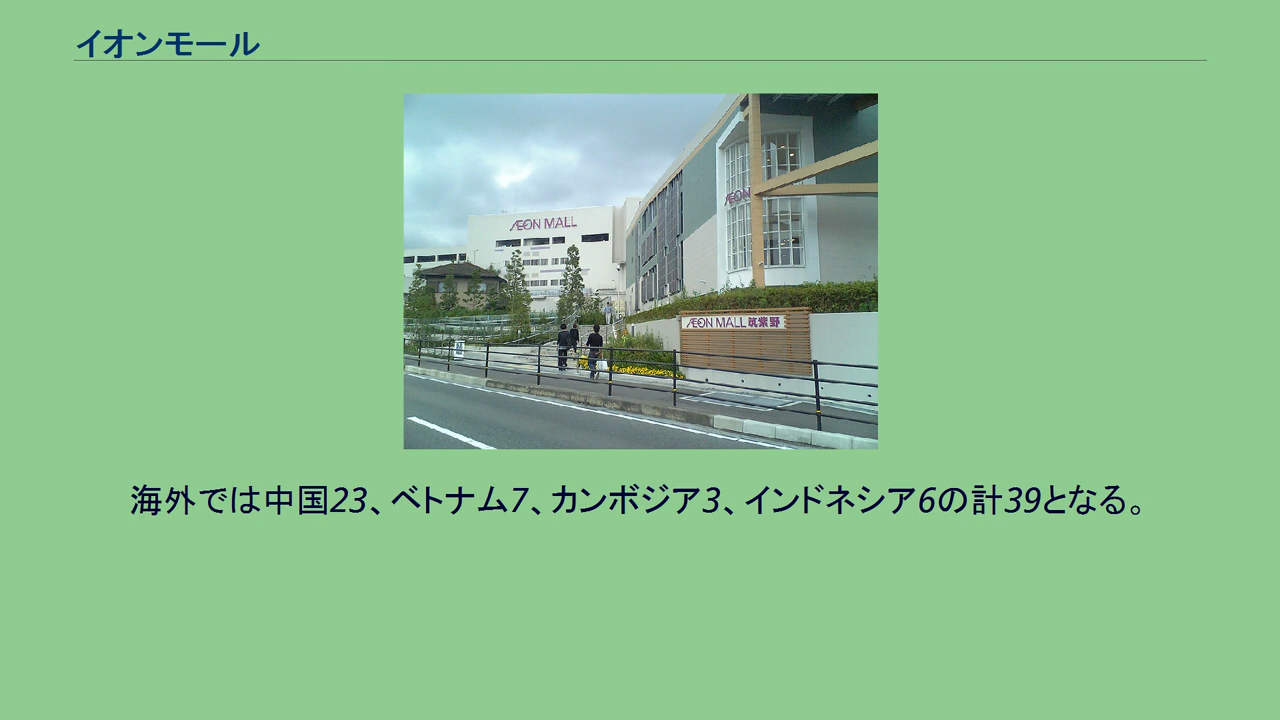 イオンモール
ÆON MALL
ÆON
ÆON MALL 筑紫野
海外では中国23、ベトナム7、カンボジア3、インドネシア6の計39となる。